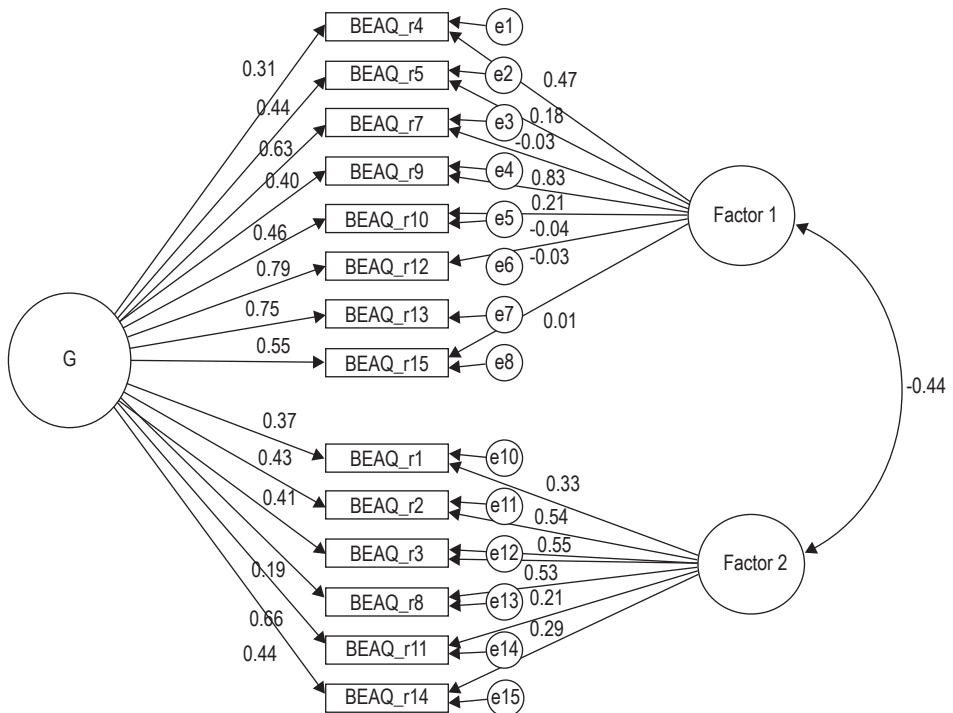 BEAQ_r4
e1
0.31
0.47
BEAQ_r5
e2
0.44
0.18
BEAQ_r7
e3
0.63
-0.03
BEAQ_r9
e4
0.40
0.83
BEAQ_r10
e5
0.21
Factor 1
0.46
-0.04
BEAQ_r12
e6
0.79
-0.03
BEAQ_r13
e7
0.75
0.01
G
0.55
BEAQ_r15
e8
-0.44
0.37
BEAQ_r1
e10
0.43
0.33
BEAQ_r2
e11
0.41
0.54
BEAQ_r3
e12
0.55
Factor 2
0.19
0.53
BEAQ_r8
e13
0.21
0.66
BEAQ_r11
e14
0.29
0.44
BEAQ_r14
e15